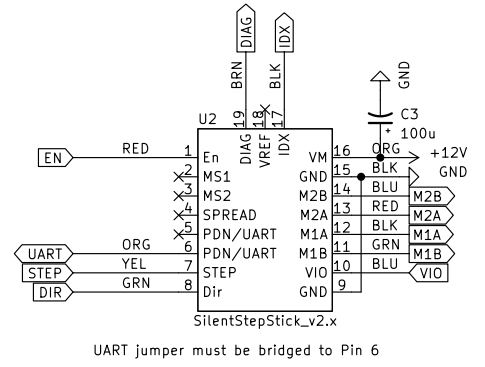 DIAG
IDX
BRN
BLK
GND
U2
19
18
17
C3
+
100u
DIAG
VREF
IDX
EN
RED
1
En
VM
16
ORG
+12V
2
MS1
GND
15
BLK
GND
3
MS2
M2B
14
BLU
M2B
4
SPREAD
M2A
13
RED
M2A
5
PDN/UART
M1A
12
BLK
M1A
UART
ORG
6
PDN/UART
M1B
11
GRN
M1B
STEP
YEL
7
STEP
VIO
10
BLU
VIO
DIR
GRN
8
Dir
GND
9
SilentStepStick_v2.x
UART jumper must be bridged to Pin 6